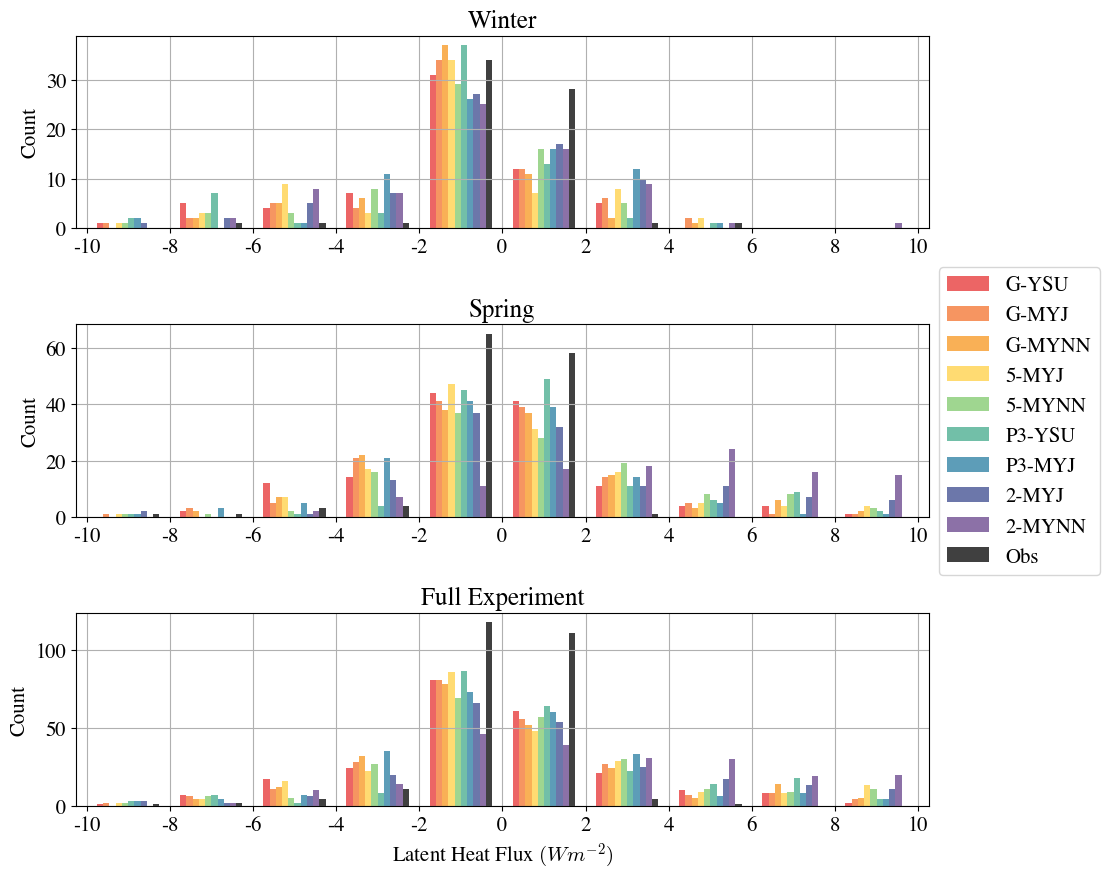 Winter
Count
30
20
10
0
-10 -8 -6 -4 -2 0 2 4 6 8 10
Spring
Count
60
40
20
0
-10 -8 -6 -4 -2 0 2 4 6 8 10
G-YSU
G-MYJ
G-MYNN
5-MYJ
5-MYNN
P3-YSU
P3-MYJ
2-MYJ
2-MYNN
Obs
Full Experiment
Count
100
50
0
-10 -8 -6 -4 -2 0 2 4 6 8 10
Latent Heat Flux (Wm⁻²)